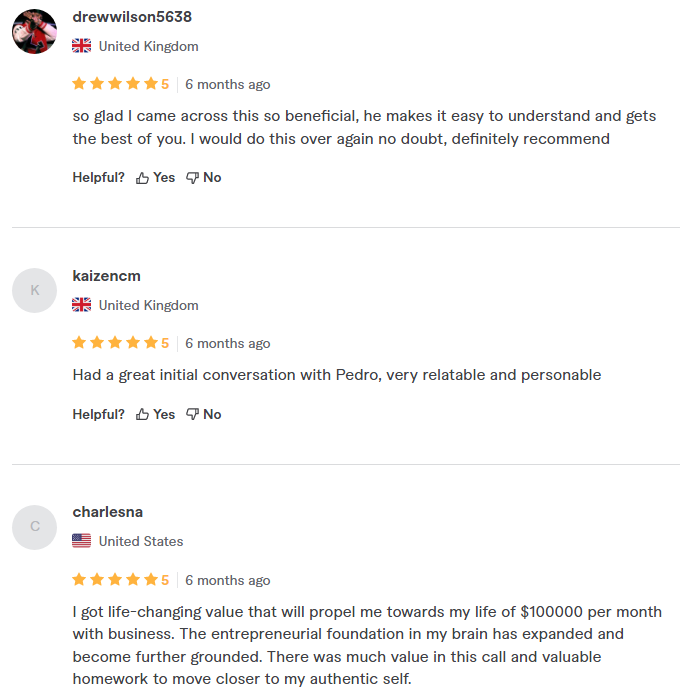 drewwilson5638
United Kingdom
5 6 months ago
so glad I came across this so beneficial, he makes it easy to understand and gets
the best of you. I would do this over again no doubt, definitely recommend
Helpful? Yes No
K
kaizencm
United Kingdom
5 6 months ago
Had a great initial conversation with Pedro, very relatable and personable
Helpful? Yes No
C
charlesna
United States
5 6 months ago
I got life-changing value that will propel me towards my life of $100000 per month
with business. The entrepreneurial foundation in my brain has expanded and
become further grounded. There was much value in this call and valuable
homework to move closer to my authentic self.